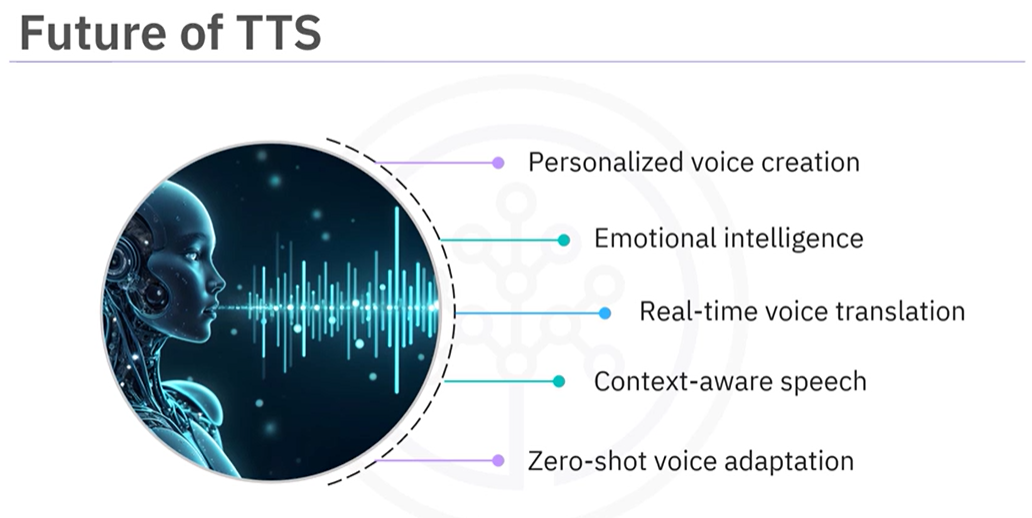 Future of TTS
Personalized voice creation
Emotional intelligence
Real-time voice translation
Context-aware speech
Zero-shot voice adaptation